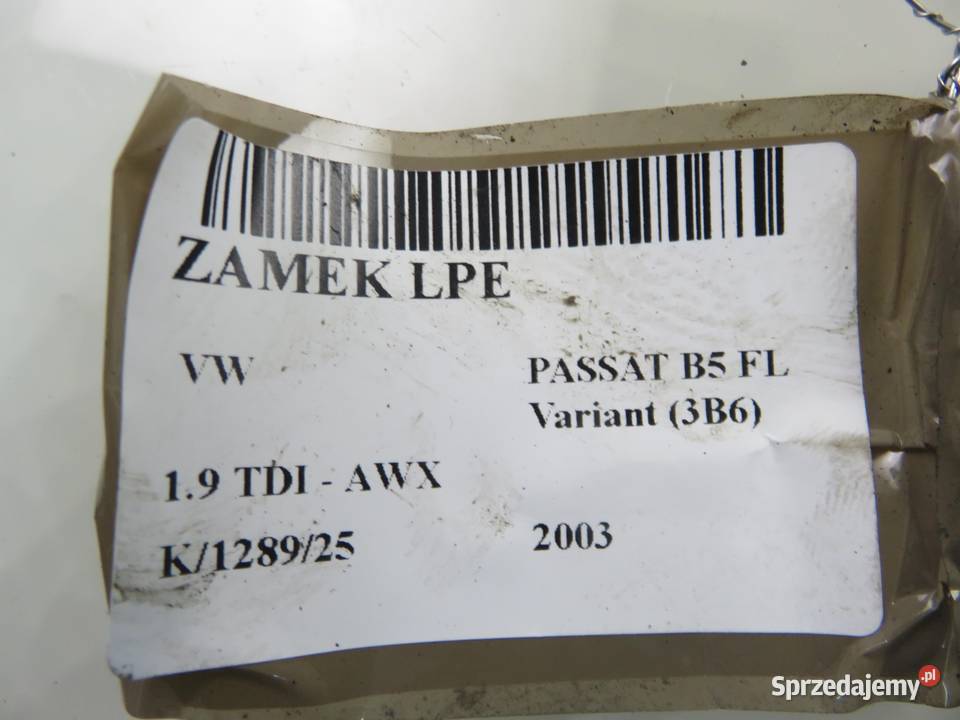 ZAMEK LPE
VW
PASSAT B5 FL
Variant (3B6)
1.9 TDI - AWX
K/1289/25
2003
Sprzedajemy.pl